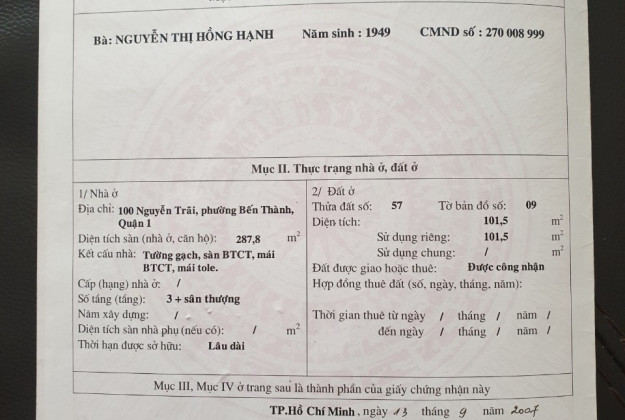 Bà: NGUYỄN THỊ HỒNG HẠNH Năm sinh : 1949 CMND số : 270 008 999
Mục II. Thực trạng nhà ở, đất ở
1/ Nhà ở
Địa chỉ: 100 Nguyễn Trãi, phường Bến Thành,
Quận 1
Diện tích sàn (nhà ở, căn hộ): 287,8 m²
Kết cấu nhà: Tường gạch, sàn BTCT, mái
BTCT, mái tole.
Cấp (hạng) nhà ở: /
Số tầng (tầng): 3 + sân thượng
Năm xây dựng: /
Diện tích sàn nhà phụ (nếu có): / m²
Thời hạn được sở hữu: Lâu dài
2/ Đất ở
Thửa đất số: 57 Tờ bản đồ số: 09
Diện tích: 101,5 m²
Sử dụng riêng: 101,5 m²
Sử dụng chung: / m²
Đất được giao hoặc thuê: Được công nhận
Hợp đồng thuê đất (số, ngày, tháng, năm):
Thời gian thuê từ ngày / tháng / năm /
đến ngày / tháng / năm /
Mục III, Mục IV ở trang sau là thành phần của giấy chứng nhận này
TP.Hồ Chí Minh, ngày 13 tháng 9 năm 2007